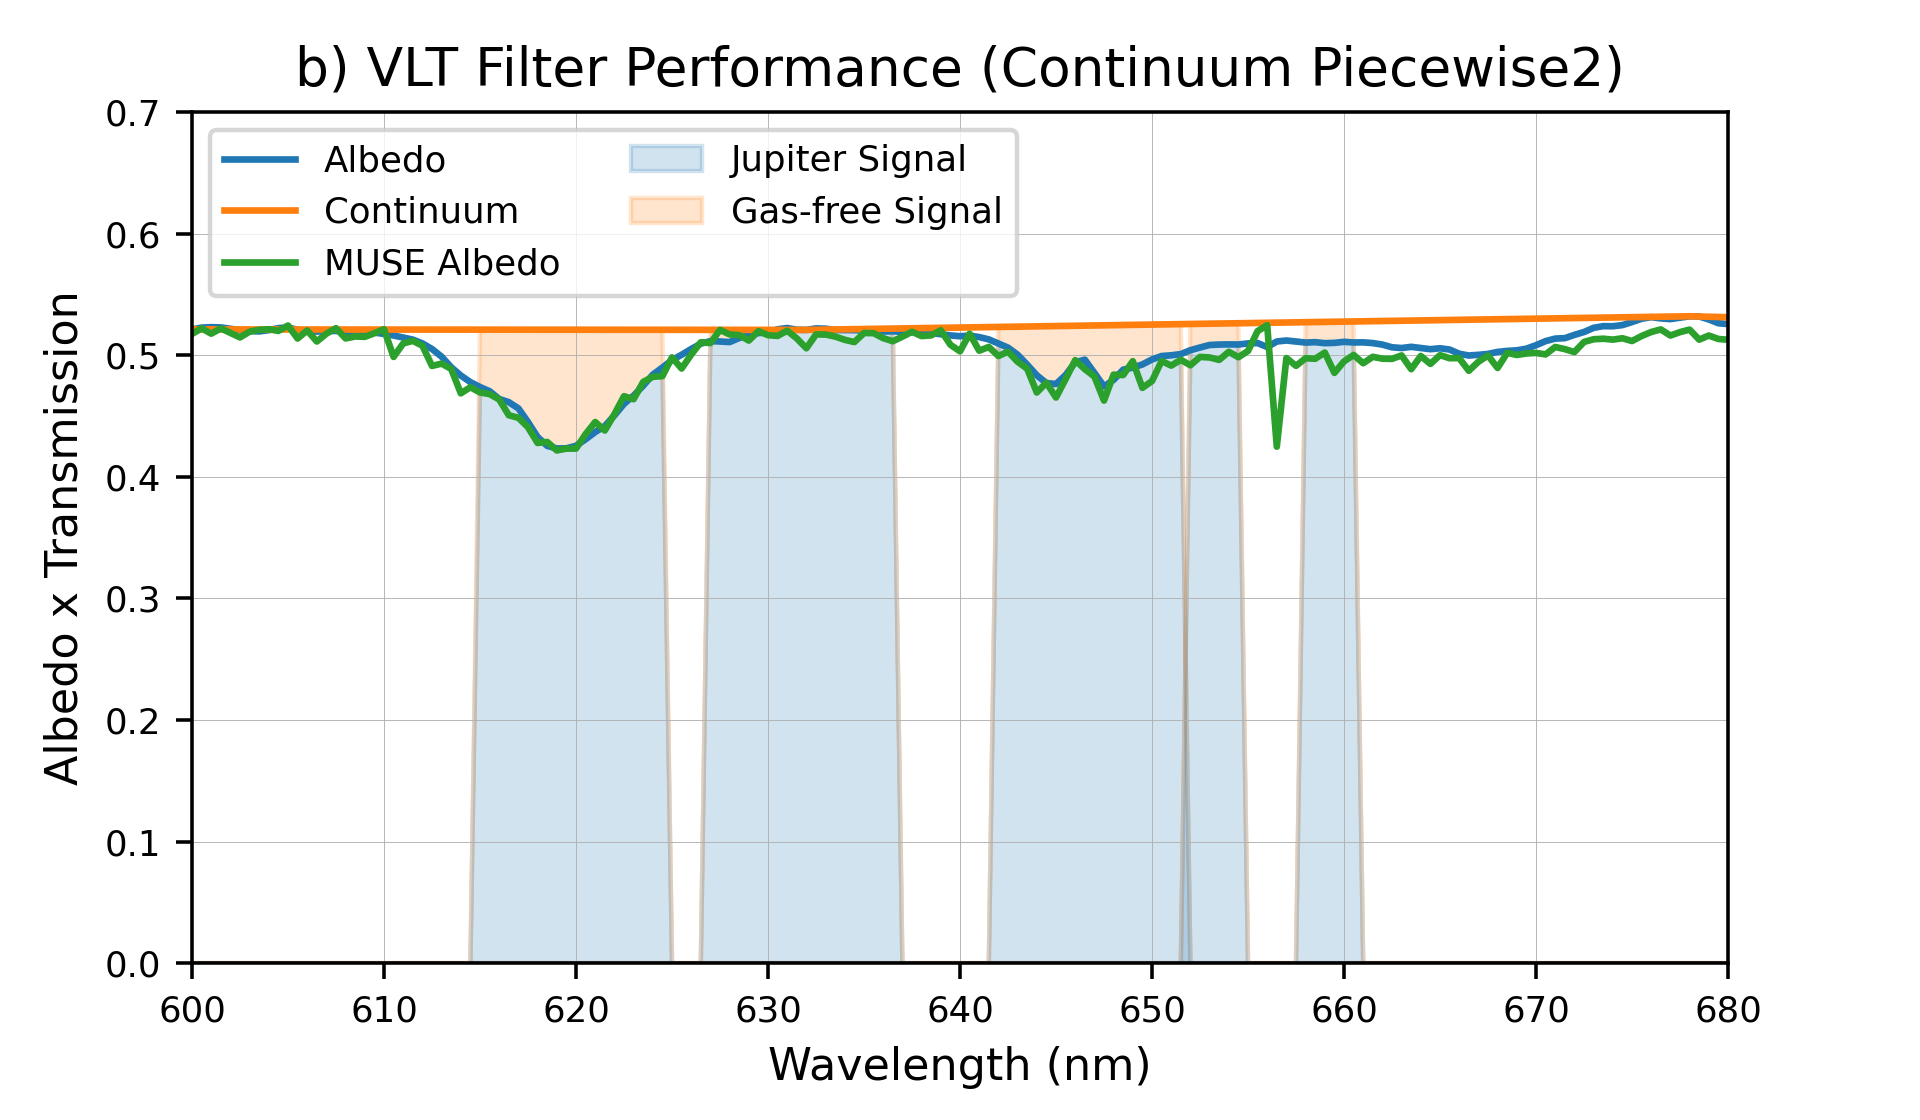 b) VLT Filter Performance (Continuum Piecewise2)
Albedo
Continuum
MUSE Albedo
Jupiter Signal
Gas-free Signal
Albedo x Transmission
0.7
0.6
0.5
0.4
0.3
0.2
0.1
0.0
600 610 620 630 640 650 660 670 680
Wavelength (nm)